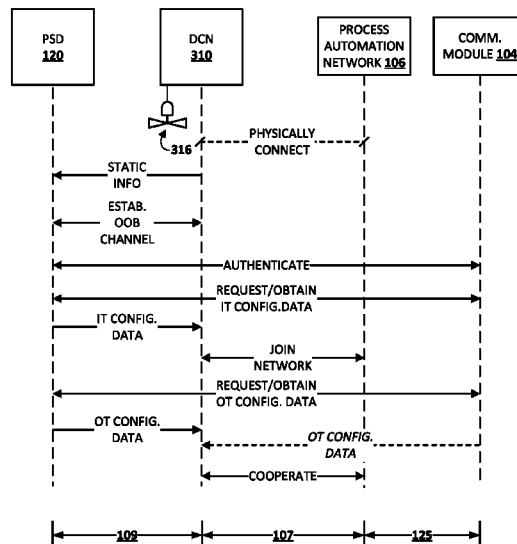 PSD
120
DCN
310
PROCESS
AUTOMATION
NETWORK 106
COMM.
MODULE 104
316
PHYSICALLY
CONNECT
STATIC
INFO
ESTAB.
OOB
CHANNEL
AUTHENTICATE
REQUEST/OBTAIN
IT CONFIG.DATA
IT CONFIG.
DATA
JOIN
NETWORK
REQUEST/OBTAIN
OT CONFIG. DATA
OT CONFIG.
DATA
OT CONFIG.
DATA
COOPERATE
109
107
125